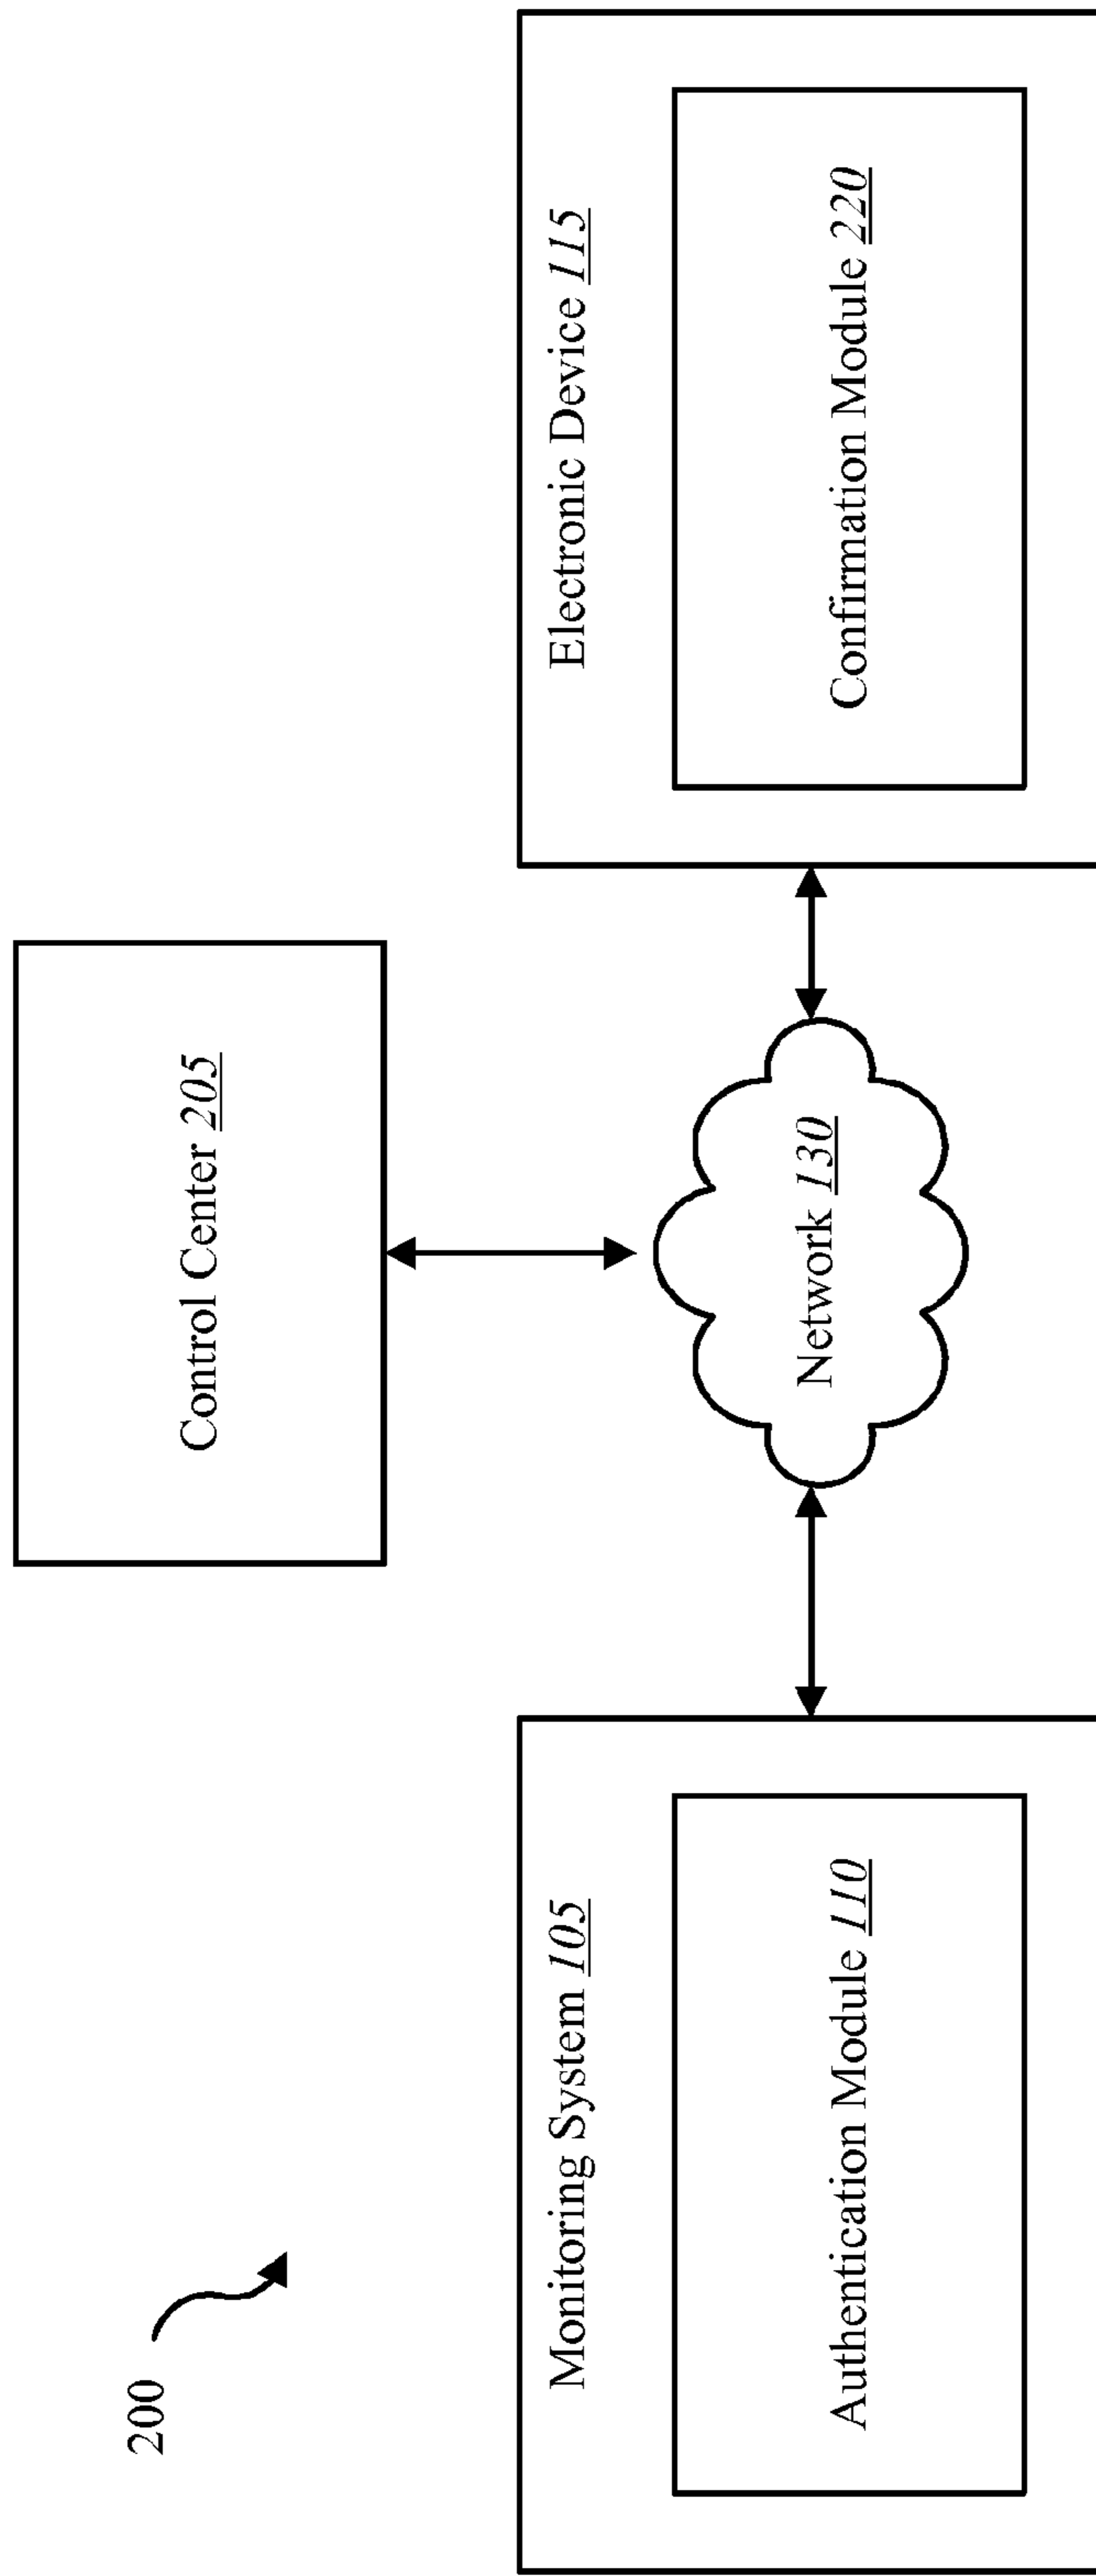 200
Control Center 205
Monitoring System 105
Authentication Module 110
Network 130
Electronic Device 115
Confirmation Module 220